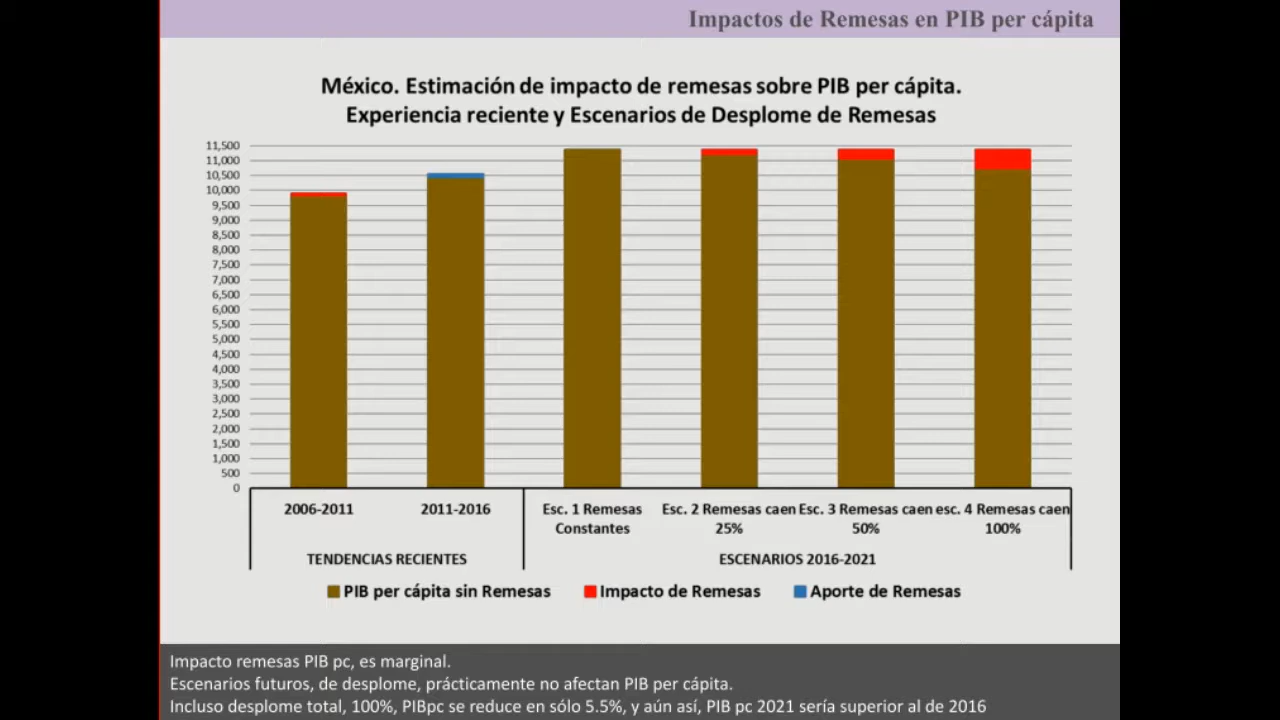 Impactos de Remesas en PIB per cápita
México. Estimación de impacto de remesas sobre PIB per cápita.
Experiencia reciente y Escenarios de Desplome de Remesas
11,500
11,000
10,500
10,000
9,500
9,000
8,500
8,000
7,500
7,000
6,500
6,000
5,500
5,000
4,500
4,000
3,500
3,000
2,500
2,000
1,500
1,000
500
0
2006-2011
2011-2016
Esc. 1 Remesas
Constantes
Esc. 2 Remesas caen
25%
Esc. 3 Remesas caen
50%
esc. 4 Remesas caen
100%
TENDENCIAS RECIENTES
ESCENARIOS 2016-2021
PIB per cápita sin Remesas
Impacto de Remesas
Aporte de Remesas
Impacto remesas PIB pc, es marginal.
Escenarios futuros, de desplome, prácticamente no afectan PIB per cápita.
Incluso desplome total, 100%, PIBpc se reduce en sólo 5.5%, y aún así, PIB pc 2021 sería superior al de 2016